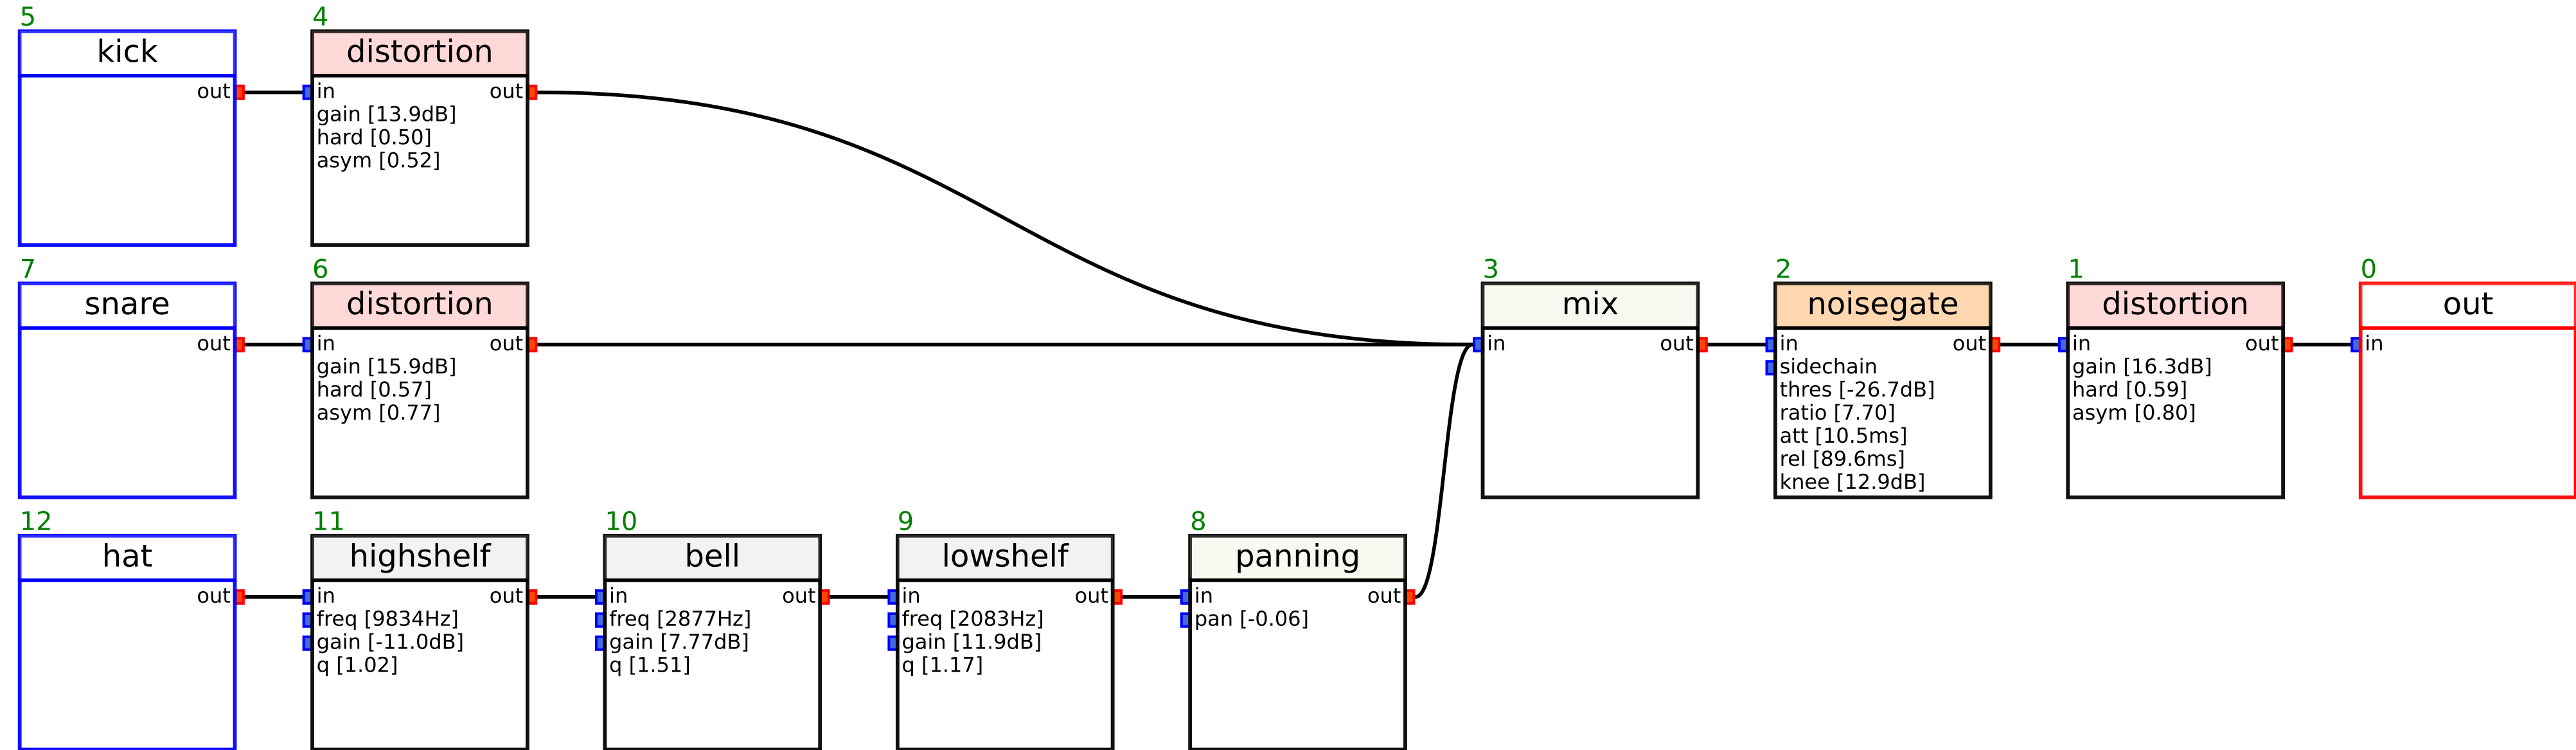 5
kick
out
4
distortion
in out
gain [13.9dB]
hard [0.50]
asym [0.52]
7
snare
out
6
distortion
in out
gain [15.9dB]
hard [0.57]
asym [0.77]
3
mix
in out
2
noisegate
in out
sidechain
thres [-26.7dB]
ratio [7.70]
att [10.5ms]
rel [89.6ms]
knee [12.9dB]
1
distortion
in out
gain [16.3dB]
hard [0.59]
asym [0.80]
0
out
in
12
hat
out
11
highshelf
in out
freq [9834Hz]
gain [-11.0dB]
q [1.02]
10
bell
in out
freq [2877Hz]
gain [7.77dB]
q [1.51]
9
lowshelf
in out
freq [2083Hz]
gain [11.9dB]
q [1.17]
8
panning
in out
pan [-0.06]